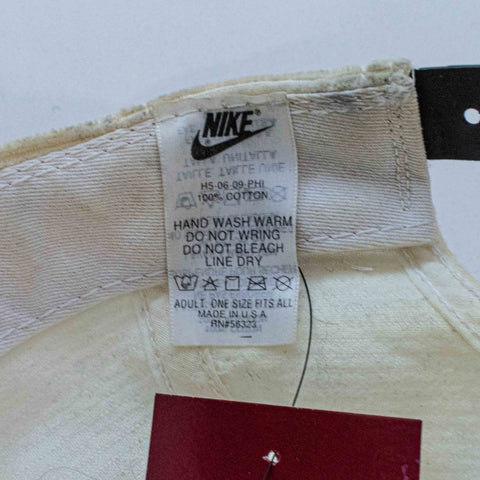 NIKE
H5-06-09-PHI
100% COTTON
HAND WASH WARM
DO NOT WRING
DO NOT BLEACH
LINE DRY
ADULT: ONE SIZE FITS ALL
MADE IN U.S.A
RN#56323